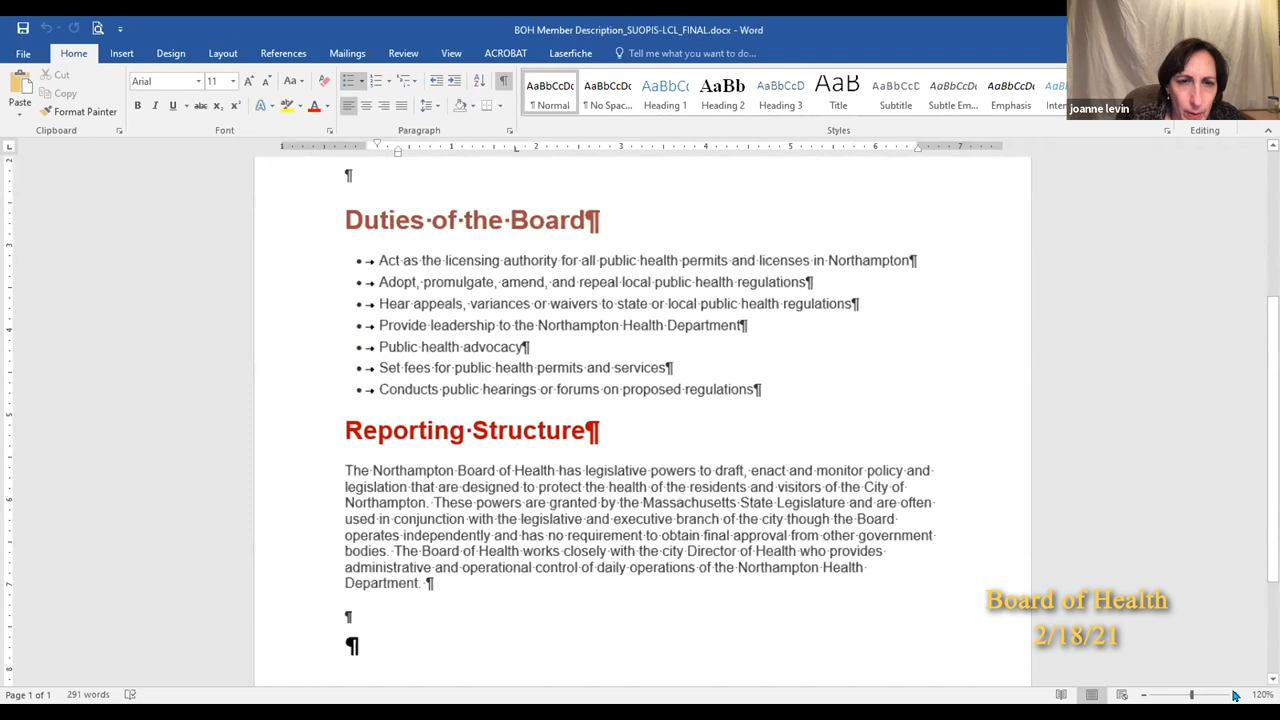 BOH Member Description_SUOPIS-LCL_FINAL.docx - Word
File Home Insert Design Layout References Mailings Review View ACROBAT Laserfiche Tell me what you want to do...
joanne levin
Paste
Cut
Copy
Format Painter
Arial 11
AaBbCcDc AaBbCcDc AaBbCc AaBb AaBbCcD AaB AaBbCcD AaBbCcDc AaBbCcDc
¶ Normal ¶ No Spac... Heading 1 Heading 2 Heading 3 Title Subtitle Subtle Em... Emphasis
Clipboard Font Paragraph Styles Editing
¶
Duties·of·the·Board¶
Act·as·the·licensing·authority·for·all·public·health·permits·and·licenses·in·Northampton¶
Adopt,·promulgate,·amend,·and·repeal·local·public·health·regulations¶
Hear·appeals,·variances·or·waivers·to·state·or·local·public·health·regulations¶
Provide·leadership·to·the·Northampton·Health·Department¶
Public·health·advocacy¶
Set·fees·for·public·health·permits·and·services¶
Conducts·public·hearings·or·forums·on·proposed·regulations¶
Reporting·Structure¶
The·Northampton·Board·of·Health·has·legislative·powers·to·draft,·enact·and·monitor·policy·and·
legislation·that·are·designed·to·protect·the·health·of·the·residents·and·visitors·of·the·City·of·
Northampton.··These·powers·are·granted·by·the·Massachusetts·State·Legislature·and·are·often·
used·in·conjunction·with·the·legislative·and·executive·branch·of·the·city·though·the·Board·
operates·independently·and·has·no·requirement·to·obtain·final·approval·from·other·government·
bodies.··The·Board·of·Health·works·closely·with·the·city·Director·of·Health·who·provides·
administrative·and·operational·control·of·daily·operations·of·the·Northampton·Health·
Department.··¶
¶
¶
Board of Health
2/18/21
Page 1 of 1 291 words 120%